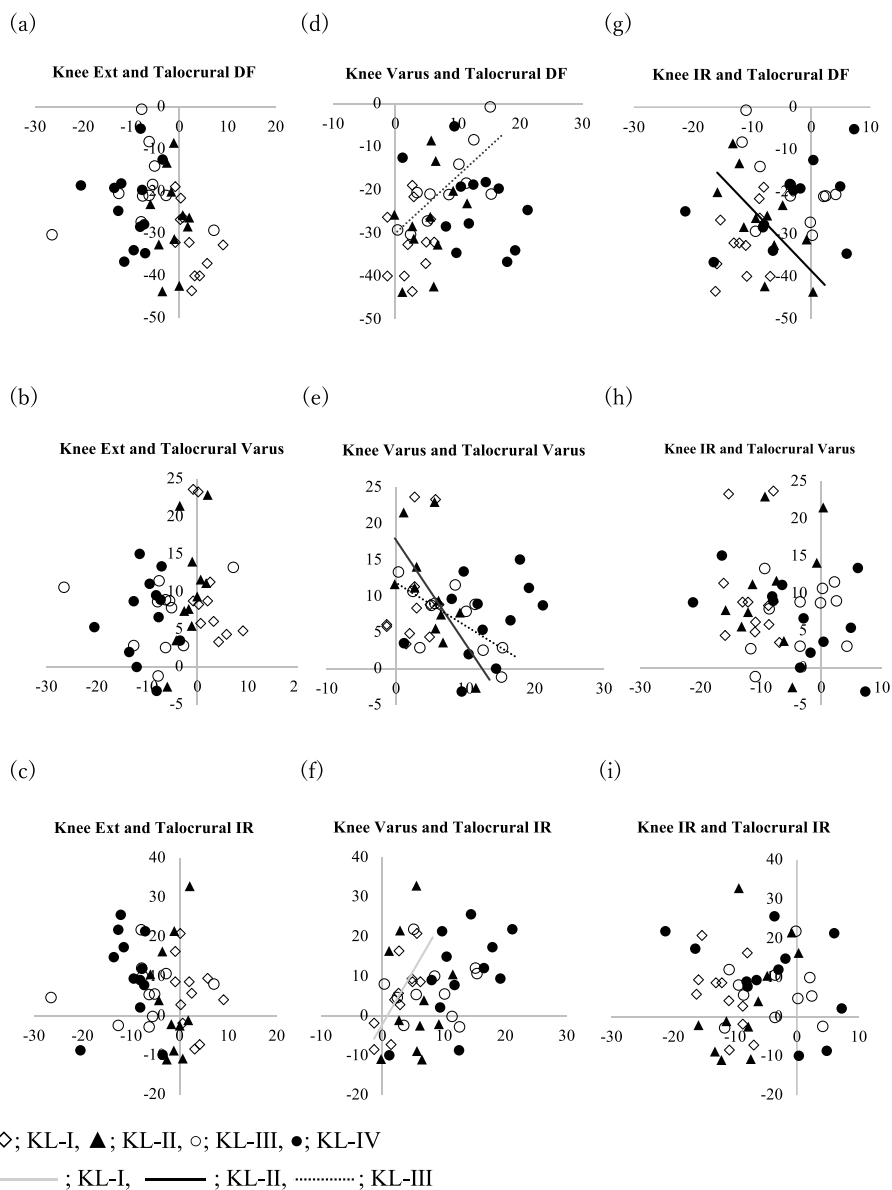 (a) (d) (g)
Knee Ext and Talocrural DF Knee Varus and Talocrural DF Knee IR and Talocrural DF
0 0 0
-30 -20 -10 0 10 20 -10 0 10 20 30 -30 -20 -10 0 10
-10 -10 -10
-20 -20 -20
-30 -30 -30
-40 -40 -40
-50 -50 -50
(b) (e) (h)
Knee Ext and Talocrural Varus Knee Varus and Talocrural Varus Knee IR and Talocrural Varus
25 25 25
20 20 20
15 15 15
10 10 10
5 5 5
0 0 0
-30 -20 -10 0 10 2 -10 0 10 20 30 -30 -20 -10 0 10
-5 -5 -5
(c) (f) (i)
Knee Ext and Talocrural IR Knee Varus and Talocrural IR Knee IR and Talocrural IR
40 40 40
30 30 30
20 20 20
10 10 10
0 0 0
-30 -20 -10 0 10 20 -10 0 10 20 30 -30 -20 -10 0 10
-10 -10 -10
-20 -20 -20
; KL-I, ; KL-II, ; KL-III, ; KL-IV
; KL-I, ; KL-II, ; KL-III